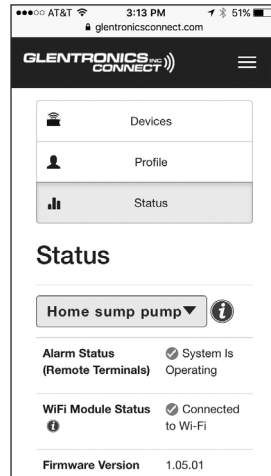 AT&T 3:13 PM 51%
glentronicsconnect.com
GLENTRONICS, INC.
CONNECT
Devices
Profile
Status
Status
Home sump pump
Alarm Status System Is
(Remote Terminals) Operating
WiFi Module Status Connected
to Wi-Fi
Firmware Version 1.05.01